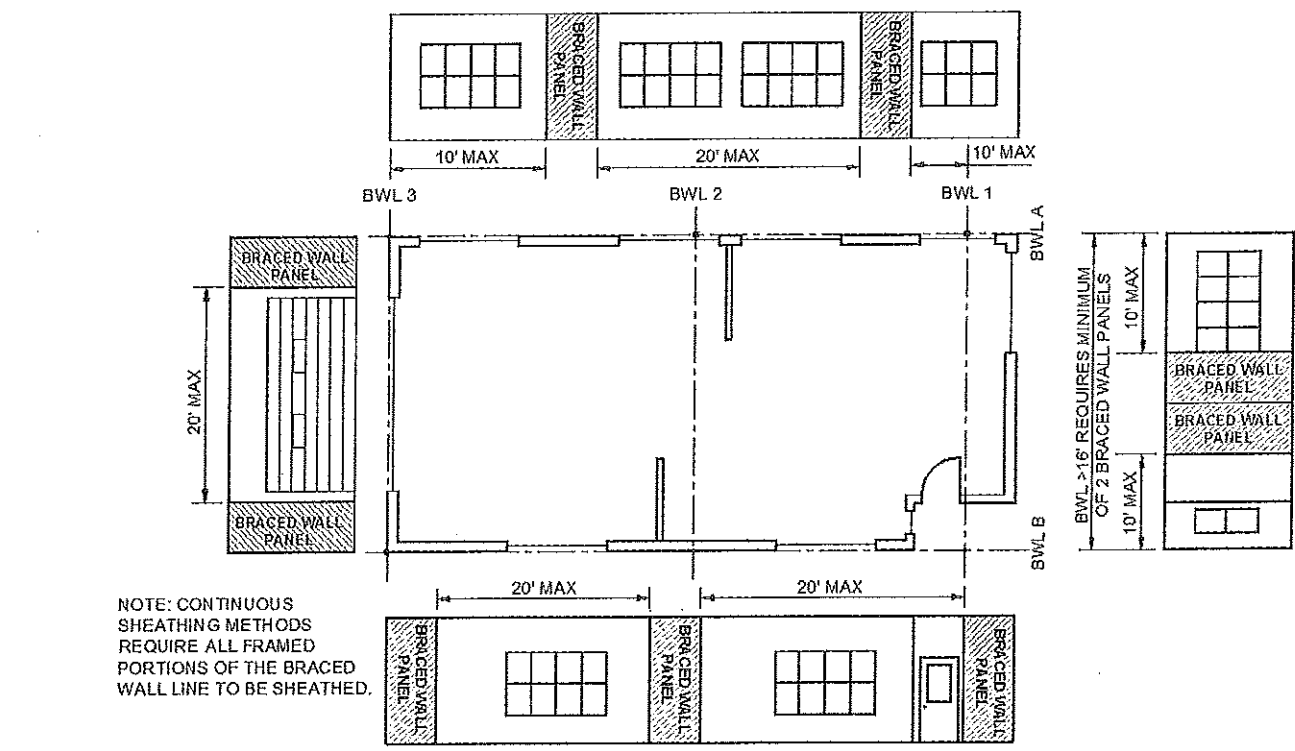 BRACED WALL
PANEL
BRACED WALL
PANEL
10' MAX
20' MAX
10' MAX
BWL 3
BWL 2
BWL 1
BWL A
BRACED WALL
PANEL
20' MAX
BRACED WALL
PANEL
BWL >16' REQUIRES MINIMUM
OF 2 BRACED WALL PANELS
10' MAX
BRACED WALL
PANEL
BRACED WALL
PANEL
10' MAX
BWL B
NOTE: CONTINUOUS
SHEATHING METHODS
REQUIRE ALL FRAMED
PORTIONS OF THE BRACED
WALL LINE TO BE SHEATHED.
20' MAX
20' MAX
BRACED WALL
PANEL
BRACED WALL
PANEL
BRACED WALL
PANEL